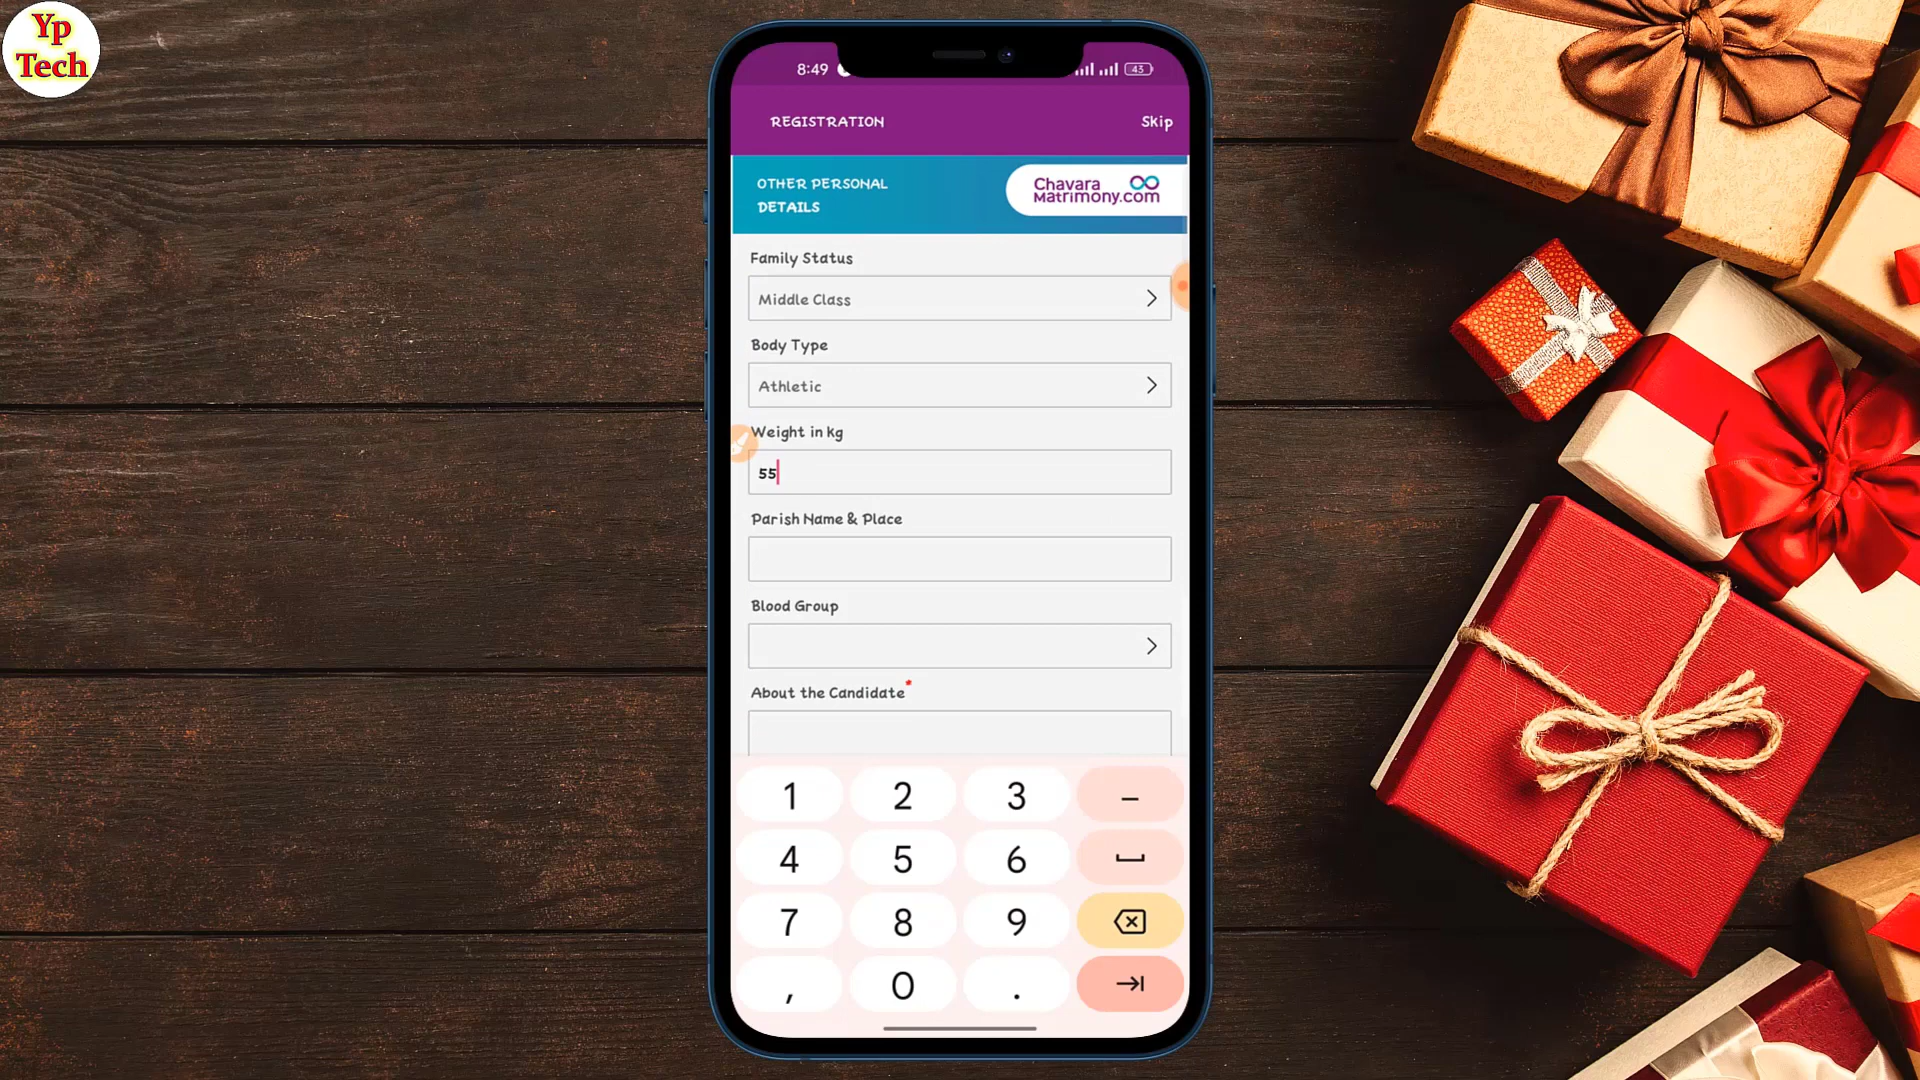 Yp
Tech
8:49
43
REGISTRATION
Skip
OTHER PERSONAL
DETAILS
Chavara
Matrimony.com
Family Status
Middle Class
Body Type
Athletic
Weight in kg
55
Parish Name & Place
Blood Group
About the Candidate*
1 2 3 –
4 5 6
7 8 9
, 0 .